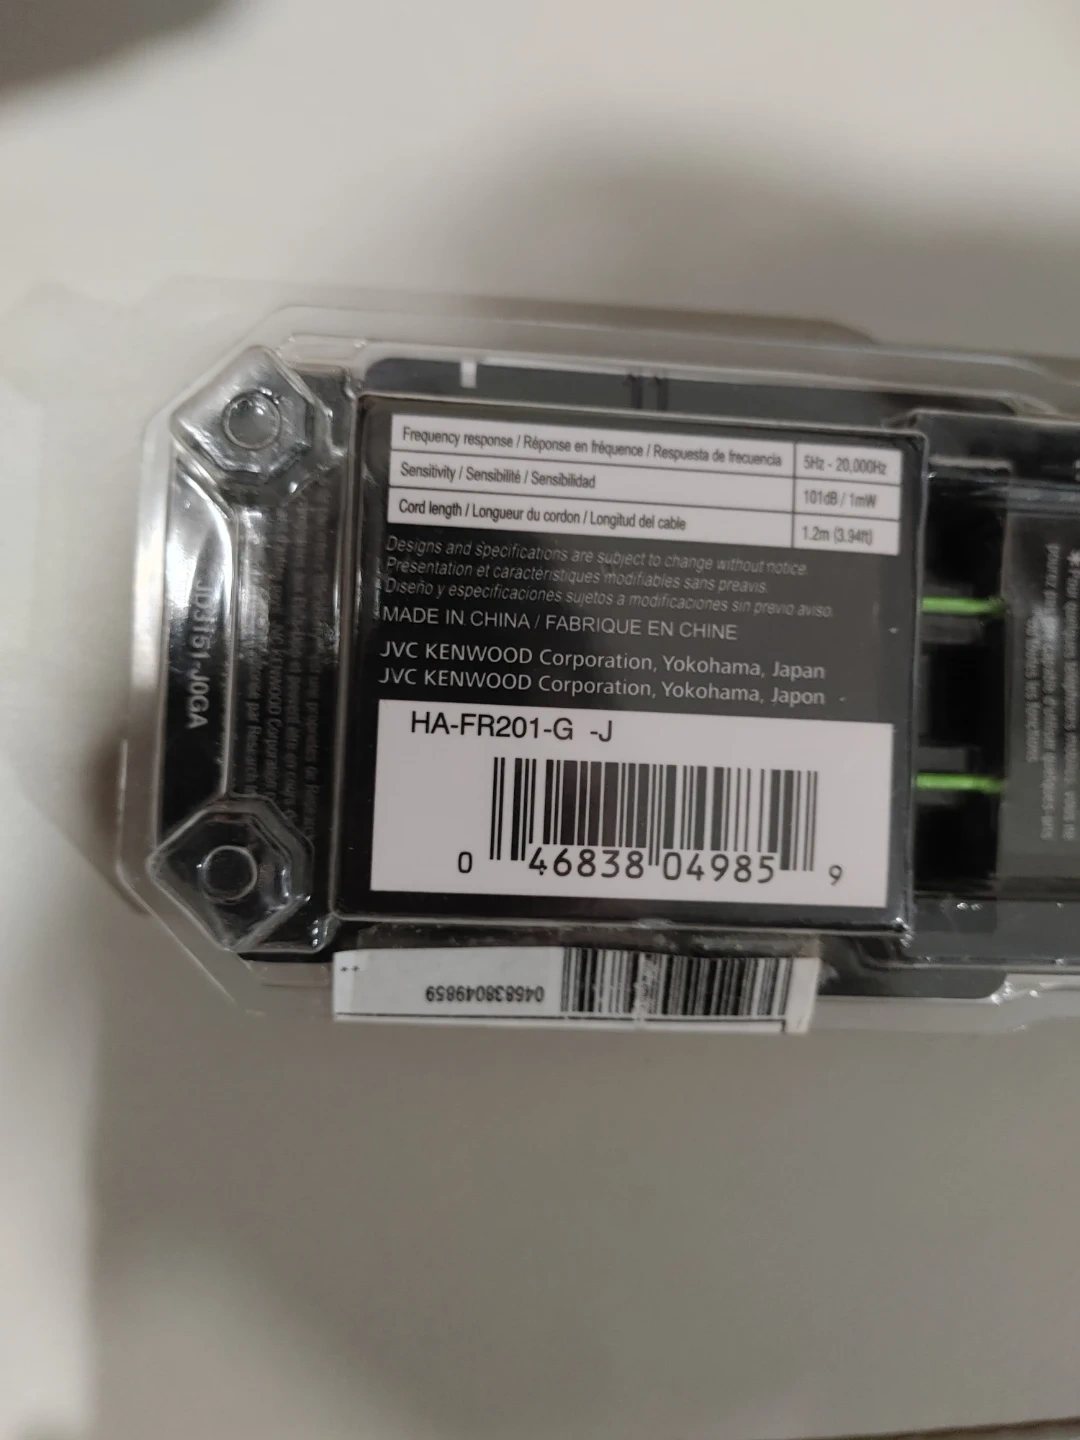 Frequency response / Réponse en fréquence / Respuesta de frecuencia 5Hz - 20,000Hz
Sensitivity / Sensibilité / Sensibilidad 101dB / 1mW
Cord length / Longueur du cordon / Longitud del cable 1.2m (3.94ft)
Designs and specifications are subject to change without notice.
Présentation et caractéristiques modifiables sans preavis.
Diseño y especificaciones sujetos a modificaciones sin previo aviso.
MADE IN CHINA / FABRIQUE EN CHINE
JVC KENWOOD Corporation, Yokohama, Japan
JVC KENWOOD Corporation, Yokohama, Japon
HA-FR201-G -J
0 46838 04985 9
046838049859
JD3151-J0GA